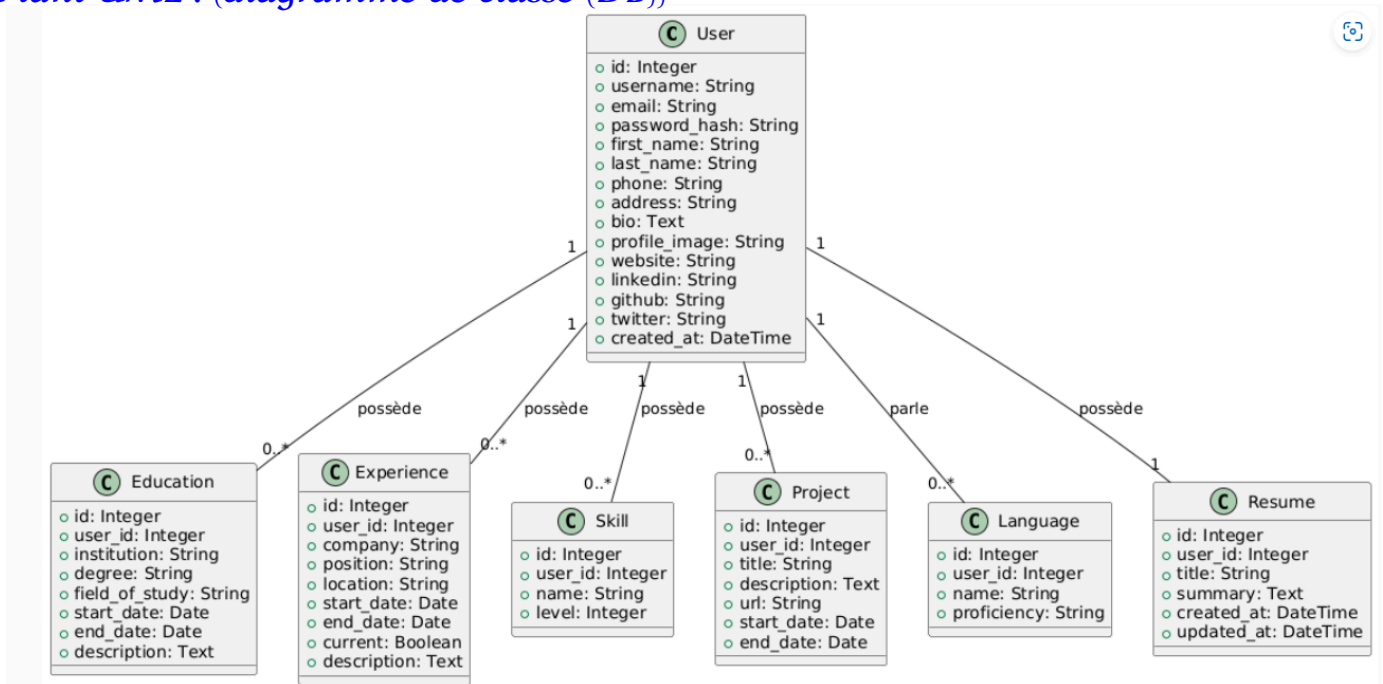 (diagramme de classe (DB))
C User
id: Integer
username: String
email: String
password_hash: String
first_name: String
last_name: String
phone: String
address: String
bio: Text
profile_image: String
website: String
linkedin: String
github: String
twitter: String
created_at: DateTime
1
1
1
1
1
1
possède
possède
possède
possède
parle
possède
0..*
0..*
0..*
0..*
0..*
1
C Education
id: Integer
user_id: Integer
institution: String
degree: String
field_of_study: String
start_date: Date
end_date: Date
description: Text
C Experience
id: Integer
user_id: Integer
company: String
position: String
location: String
start_date: Date
end_date: Date
current: Boolean
description: Text
C Skill
id: Integer
user_id: Integer
name: String
level: Integer
C Project
id: Integer
user_id: Integer
title: String
description: Text
url: String
start_date: Date
end_date: Date
C Language
id: Integer
user_id: Integer
name: String
proficiency: String
C Resume
id: Integer
user_id: Integer
title: String
summary: Text
created_at: DateTime
updated_at: DateTime